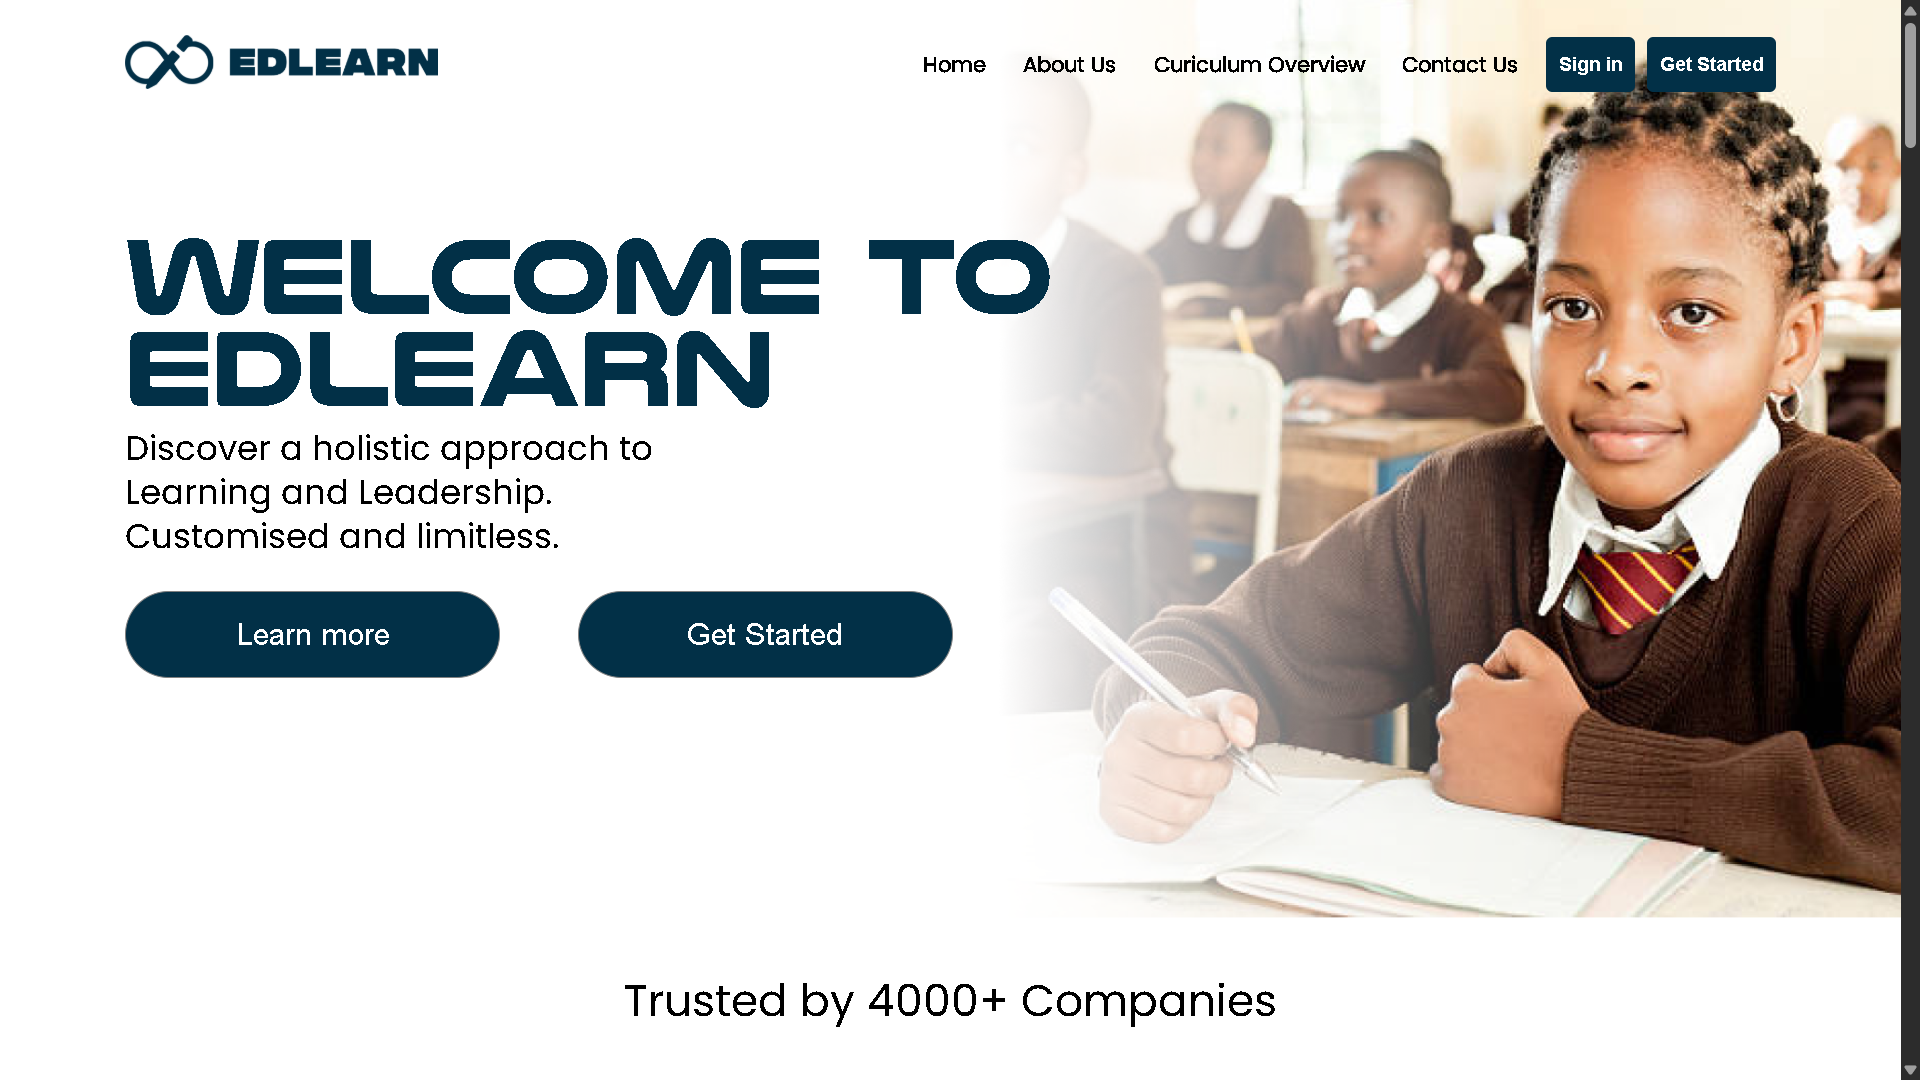 EDLEARN
Home
About Us
Curiculum Overview
Contact Us
Sign in
Get Started
WELCOME TO
EDLEARN
Discover a holistic approach to
Learning and Leadership.
Customised and limitless.
Learn more
Get Started
Trusted by 4000+ Companies